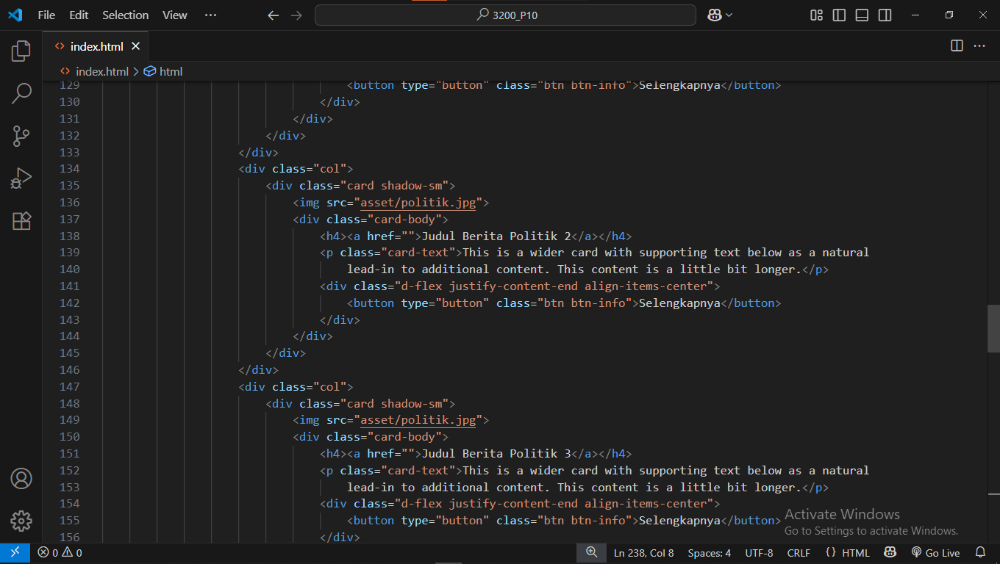 File Edit Selection View ··· 3200_P10
index.html
index.html > html
129 <button type="button" class="btn btn-info">Selengkapnya</button>
130 </div>
131 </div>
132 </div>
133 </div>
134 <div class="col">
135 <div class="card shadow-sm">
136 <img src="asset/politik.jpg">
137 <div class="card-body">
138 <h4><a href="">Judul Berita Politik 2</a></h4>
139 <p class="card-text">This is a wider card with supporting text below as a natural
140 lead-in to additional content. This content is a little bit longer.</p>
141 <div class="d-flex justify-content-end align-items-center">
142 <button type="button" class="btn btn-info">Selengkapnya</button>
143 </div>
144 </div>
145 </div>
146 </div>
147 <div class="col">
148 <div class="card shadow-sm">
149 <img src="asset/politik.jpg">
150 <div class="card-body">
151 <h4><a href="">Judul Berita Politik 3</a></h4>
152 <p class="card-text">This is a wider card with supporting text below as a natural
153 lead-in to additional content. This content is a little bit longer.</p>
154 <div class="d-flex justify-content-end align-items-center">
155 <button type="button" class="btn btn-info">Selengkapnya</button>
156 </div>
Activate Windows
Go to Settings to activate Windows.
0 0 Ln 238, Col 8 Spaces: 4 UTF-8 CRLF {} HTML Go Live